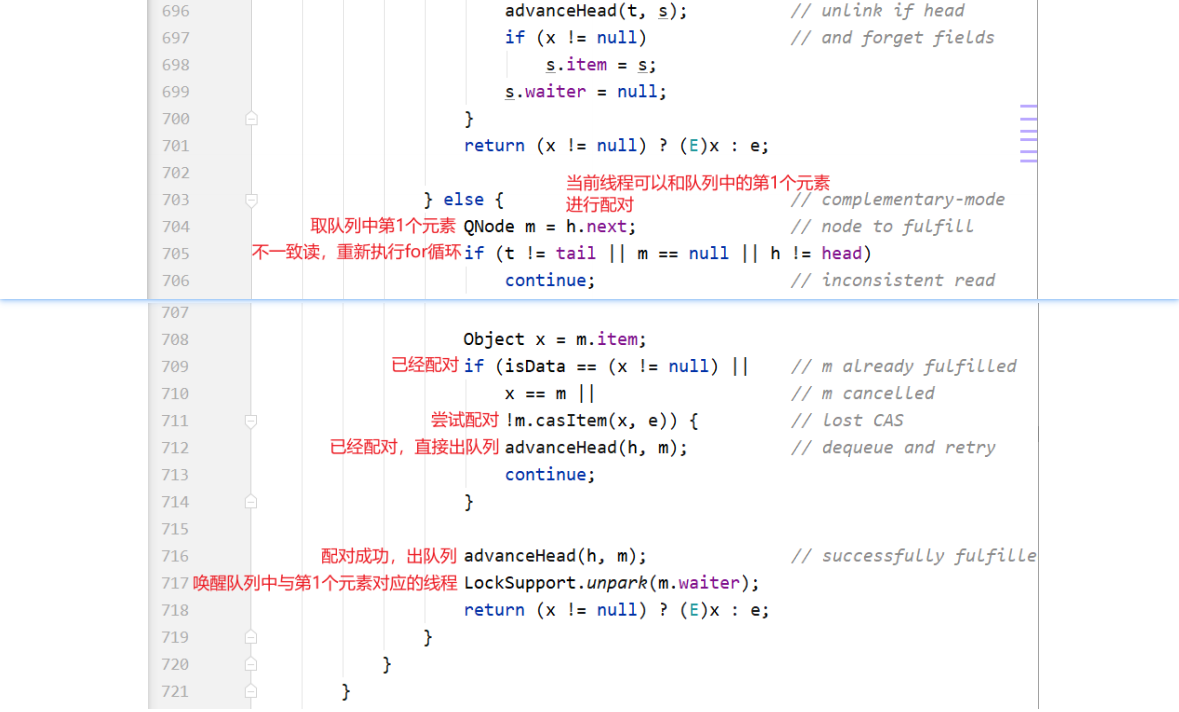 696 advanceHead(t, s); // unlink if head
697 if (x != null) // and forget fields
698 s.item = s;
699 s.waiter = null;
700 }
701 return (x != null) ? (E)x : e;
702
当前线程可以和队列中的第1个元素
703 } else { 进行配对 // complementary-mode
704 取队列中第1个元素 QNode m = h.next; // node to fulfill
705 不一致读，重新执行for循环 if (t != tail || m == null || h != head)
706 continue; // inconsistent read
707
708 Object x = m.item;
709 已经配对 if (isData == (x != null) || // m already fulfilled
710 x == m || // m cancelled
711 尝试配对 !m.casItem(x, e)) { // lost CAS
712 已经配对，直接出队列 advanceHead(h, m); // dequeue and retry
713 continue;
714 }
715
716 配对成功，出队列 advanceHead(h, m); // successfully fulfille
717 唤醒队列中与第1个元素对应的线程 LockSupport.unpark(m.waiter);
718 return (x != null) ? (E)x : e;
719 }
720 }
721 }